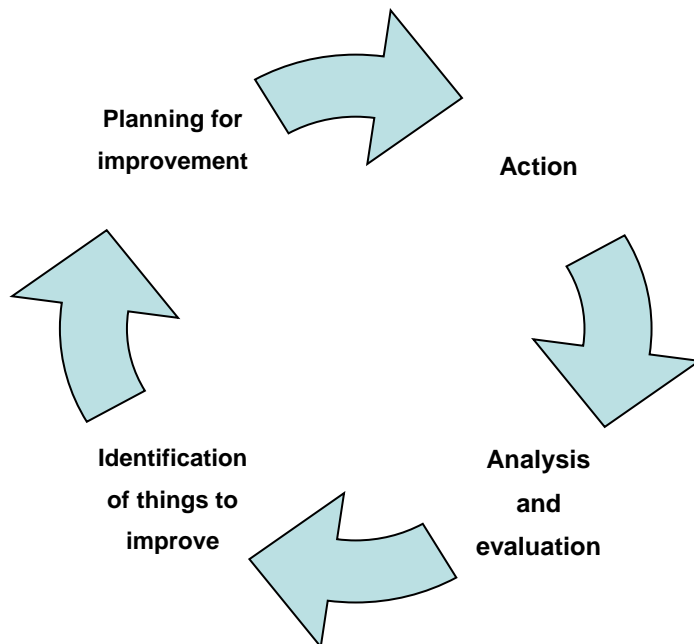 Planning for
improvement
Action
Analysis
and
evaluation
Identification
of things to
improve